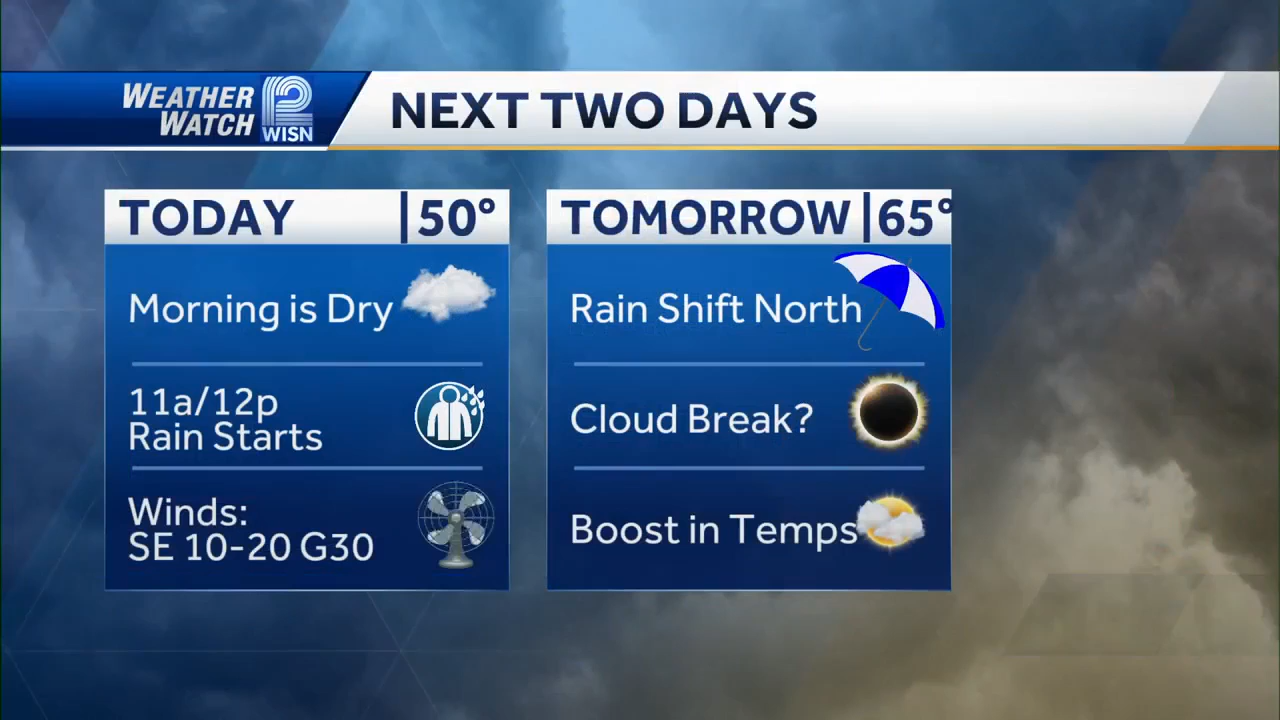 WEATHER
WATCH
12
WISN
NEXT TWO DAYS
TODAY |50°
Morning is Dry
11a/12p
Rain Starts
Winds:
SE 10-20 G30
TOMORROW |65°
Rain Shift North
Cloud Break?
Boost in Temps